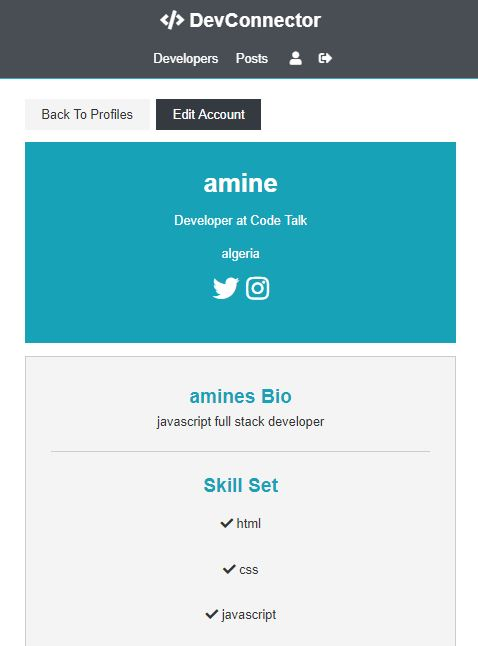 DevConnector
Developers Posts
Back To Profiles Edit Account
amine
Developer at Code Talk
algeria
amines Bio
javascript full stack developer
Skill Set
html
css
javascript